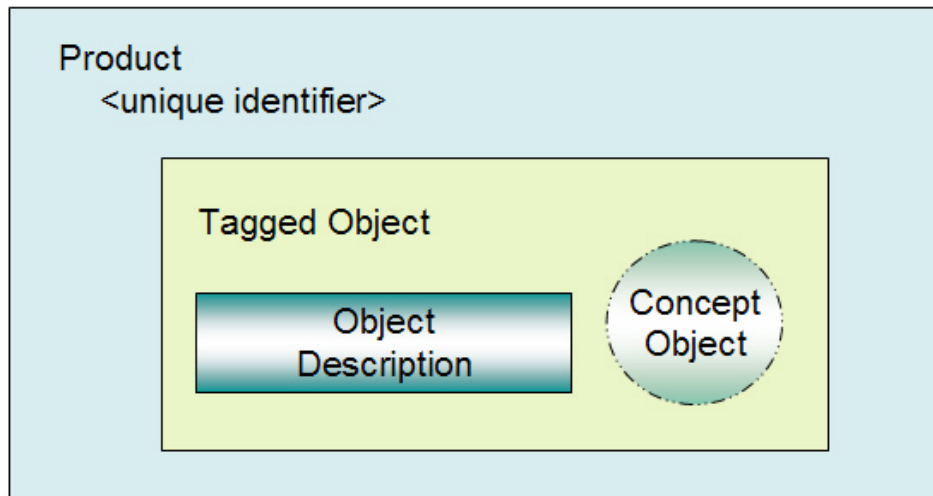 Product
<unique identifier>
Tagged Object
Object
Description
Concept
Object